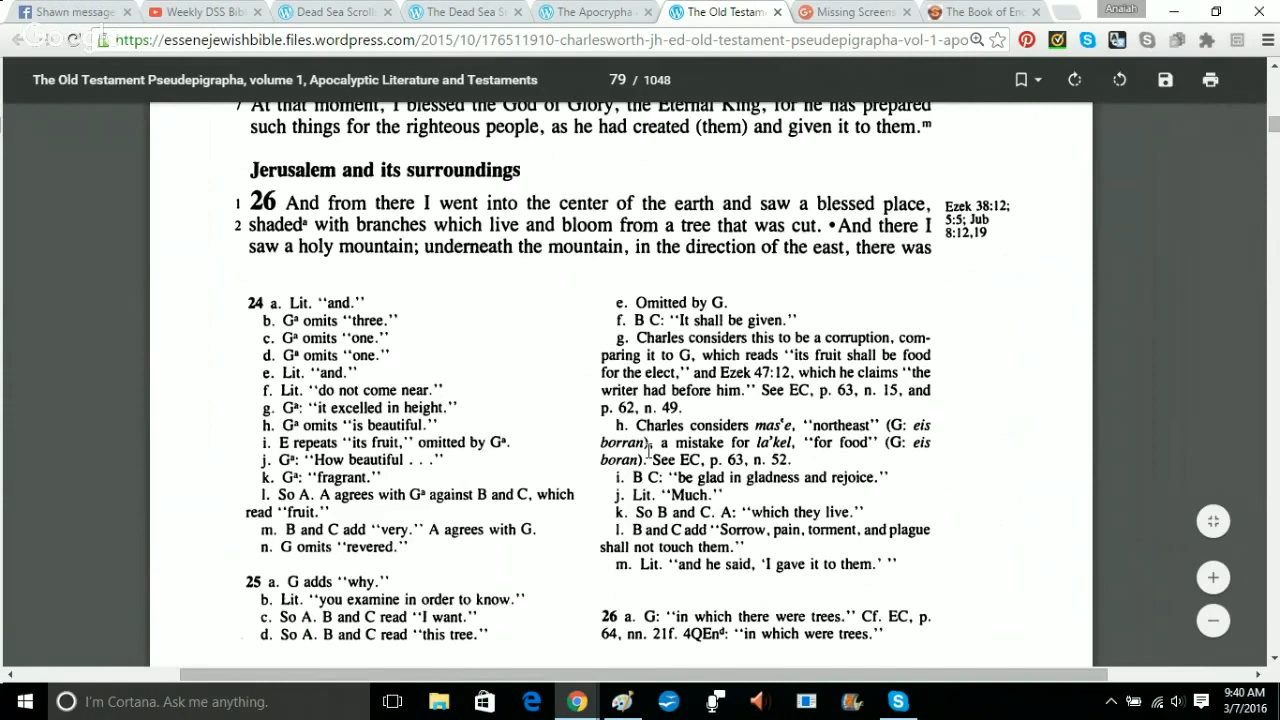 Shawn message
Weekly DSS Bib
Dead Sea Scroll
The Dead Sea S
The Apocrypha
The Old Testam
Missing Screens
The Book of En
Anaiah
https://essenejewishbible.files.wordpress.com/2015/10/176511910-charlesworth-jh-ed-old-testament-pseudepigrapha-vol-1-apo
The Old Testament Pseudepigrapha, volume 1, Apocalyptic Literature and Testaments
79 / 1048
7 At that moment, I blessed the God of Glory, the Eternal King, for he has prepared
such things for the righteous people, as he had created (them) and given it to them.ᵐ
Jerusalem and its surroundings
1 26 And from there I went into the center of the earth and saw a blessed place,
2 shadedᵃ with branches which live and bloom from a tree that was cut. •And there I
saw a holy mountain; underneath the mountain, in the direction of the east, there was
Ezek 38:12;
5:5; Jub
8:12,19
24 a. Lit. “and.”
b. Gᵃ omits “three.”
c. Gᵃ omits “one.”
d. Gᵃ omits “one.”
e. Lit. “and.”
f. Lit. “do not come near.”
g. Gᵃ: “it excelled in height.”
h. Gᵃ omits “is beautiful.”
i. E repeats “its fruit,” omitted by Gᵃ.
j. Gᵃ: “How beautiful . . .”
k. Gᵃ: “fragrant.”
l. So A. A agrees with Gᵃ against B and C, which
read “fruit.”
m. B and C add “very.” A agrees with G.
n. G omits “revered.”
25 a. G adds “why.”
b. Lit. “you examine in order to know.”
c. So A. B and C read “I want.”
d. So A. B and C read “this tree.”
e. Omitted by G.
f. B C: “It shall be given.”
g. Charles considers this to be a corruption, com-
paring it to G, which reads “its fruit shall be food
for the elect,” and Ezek 47:12, which he claims “the
writer had before him.” See EC, p. 63, n. 15, and
p. 62, n. 49.
h. Charles considers masʿe, “northeast” (G: eis
borran), a mistake for la’kel, “for food” (G: eis
boran). See EC, p. 63, n. 52.
i. B C: “be glad in gladness and rejoice.”
j. Lit. “Much.”
k. So B and C. A: “which they live.”
l. B and C add “Sorrow, pain, torment, and plague
shall not touch them.”
m. Lit. “and he said, ‘I gave it to them.’ ”
26 a. G: “in which there were trees.” Cf. EC, p.
64, nn. 21f. 4QEnᵈ: “in which were trees.”
I'm Cortana. Ask me anything.
9:40 AM
3/7/2016